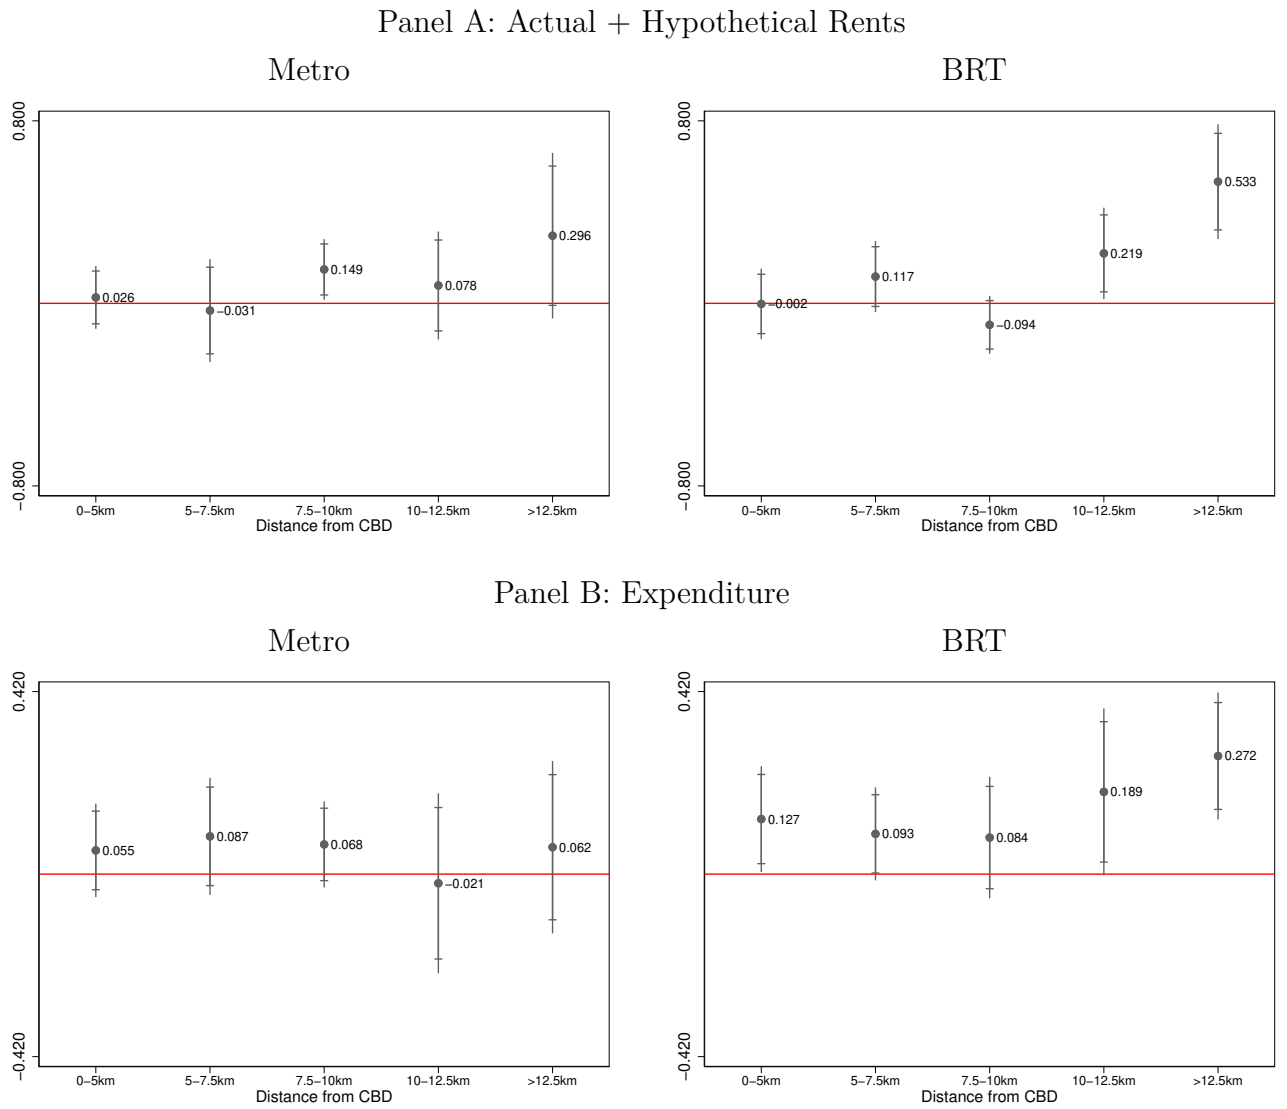 Panel A: Actual + Hypothetical Rents
Metro
0.800
−0.800
0.026
−0.031
0.149
0.078
0.296
0−5km 5−7.5km 7.5−10km 10−12.5km >12.5km
Distance from CBD
BRT
0.800
−0.800
−0.002
0.117
−0.094
0.219
0.533
0−5km 5−7.5km 7.5−10km 10−12.5km >12.5km
Distance from CBD
Panel B: Expenditure
Metro
0.420
−0.420
0.055
0.087
0.068
−0.021
0.062
0−5km 5−7.5km 7.5−10km 10−12.5km >12.5km
Distance from CBD
BRT
0.420
−0.420
0.127
0.093
0.084
0.189
0.272
0−5km 5−7.5km 7.5−10km 10−12.5km >12.5km
Distance from CBD